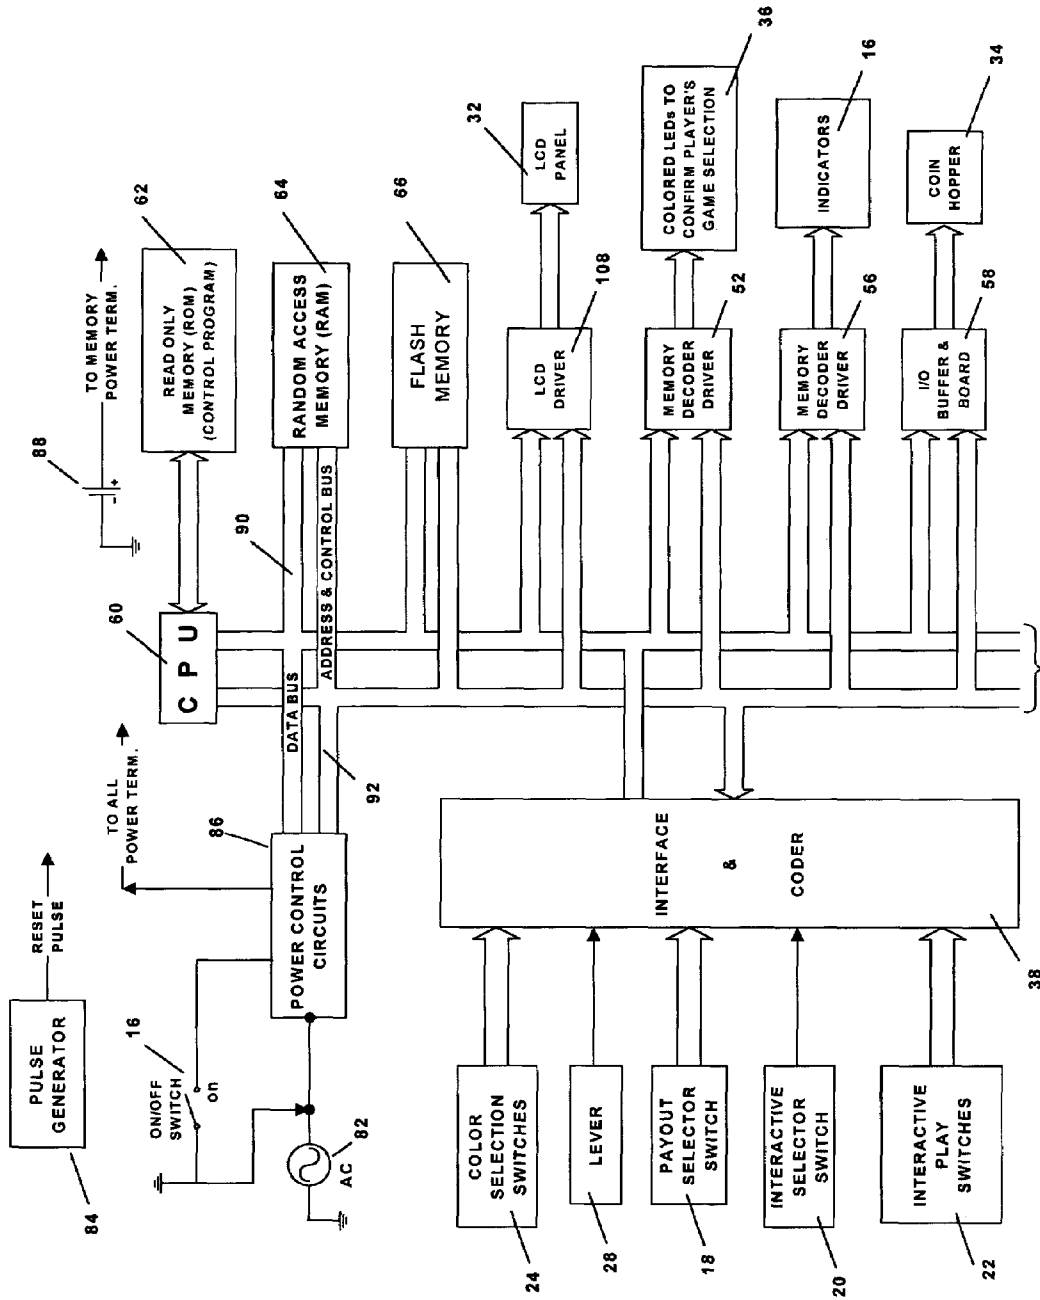 PULSE
GENERATOR
84
RESET
PULSE
ON/OFF
SWITCH
16
on
AC
82
TO ALL
POWER TERM.
86
POWER CONTROL
CIRCUITS
88
- +
TO MEMORY
POWER TERM.
60
C P U
62
READ ONLY
MEMORY (ROM)
(CONTROL PROGRAM)
90
DATA BUS
ADDRESS & CONTROL BUS
92
64
RANDOM ACCESS
MEMORY (RAM)
66
FLASH
MEMORY
COLOR
SELECTION
SWITCHES
24
LEVER
28
PAYOUT
SELECTOR
SWITCH
18
INTERACTIVE
SELECTOR
SWITCH
20
INTERACTIVE
PLAY
SWITCHES
22
INTERFACE
&
CODER
38
LCD
DRIVER
108
LCD
PANEL
32
MEMORY
DECODER
DRIVER
52
COLORED LEDs TO
CONFIRM PLAYER'S
GAME SELECTION
36
MEMORY
DECODER
DRIVER
56
INDICATORS
16
I/O
BUFFER &
BOARD
58
COIN
HOPPER
34